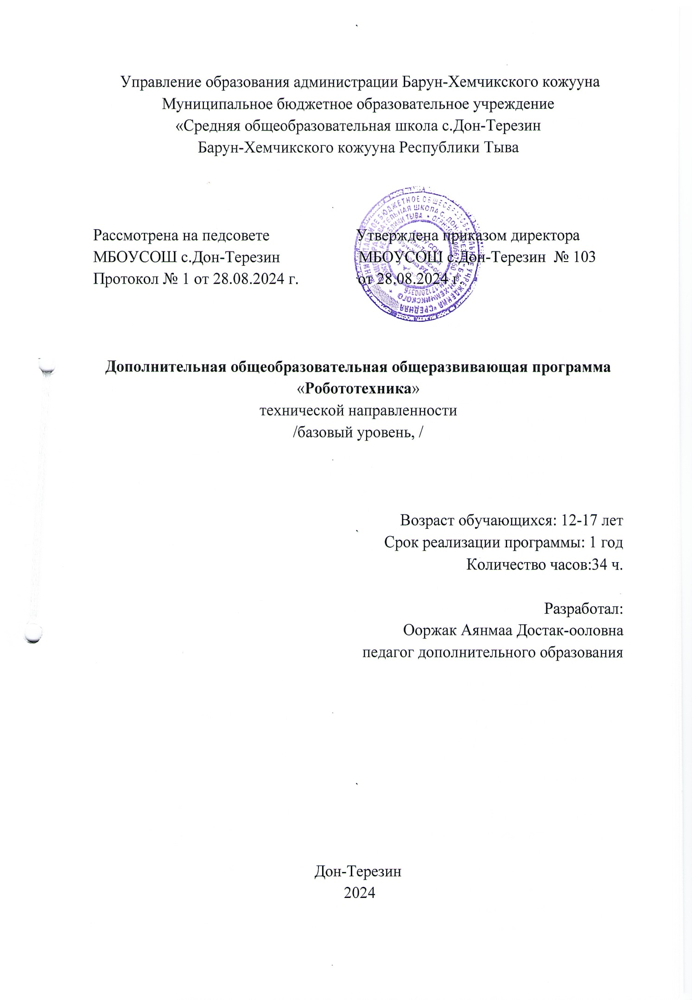 Управление образования администрации Барун-Хемчикского кожууна
Муниципальное бюджетное образовательное учреждение
«Средняя общеобразовательная школа с.Дон-Терезин
Барун-Хемчикского кожууна Республики Тыва
Рассмотрена на педсовете
МБОУСОШ с.Дон-Терезин
Протокол № 1 от 28.08.2024 г.
Утверждена приказом директора
МБОУСОШ с.Дон-Терезин № 103
от 28.08.2024 г.
Дополнительная общеобразовательная общеразвивающая программа
«Робототехника»
технической направленности
/базовый уровень, /
Возраст обучающихся: 12-17 лет
Срок реализации программы: 1 год
Количество часов:34 ч.
Разработал:
Ооржак Аянмаа Достак-ооловна
педагог дополнительного образования
Дон-Терезин
2024